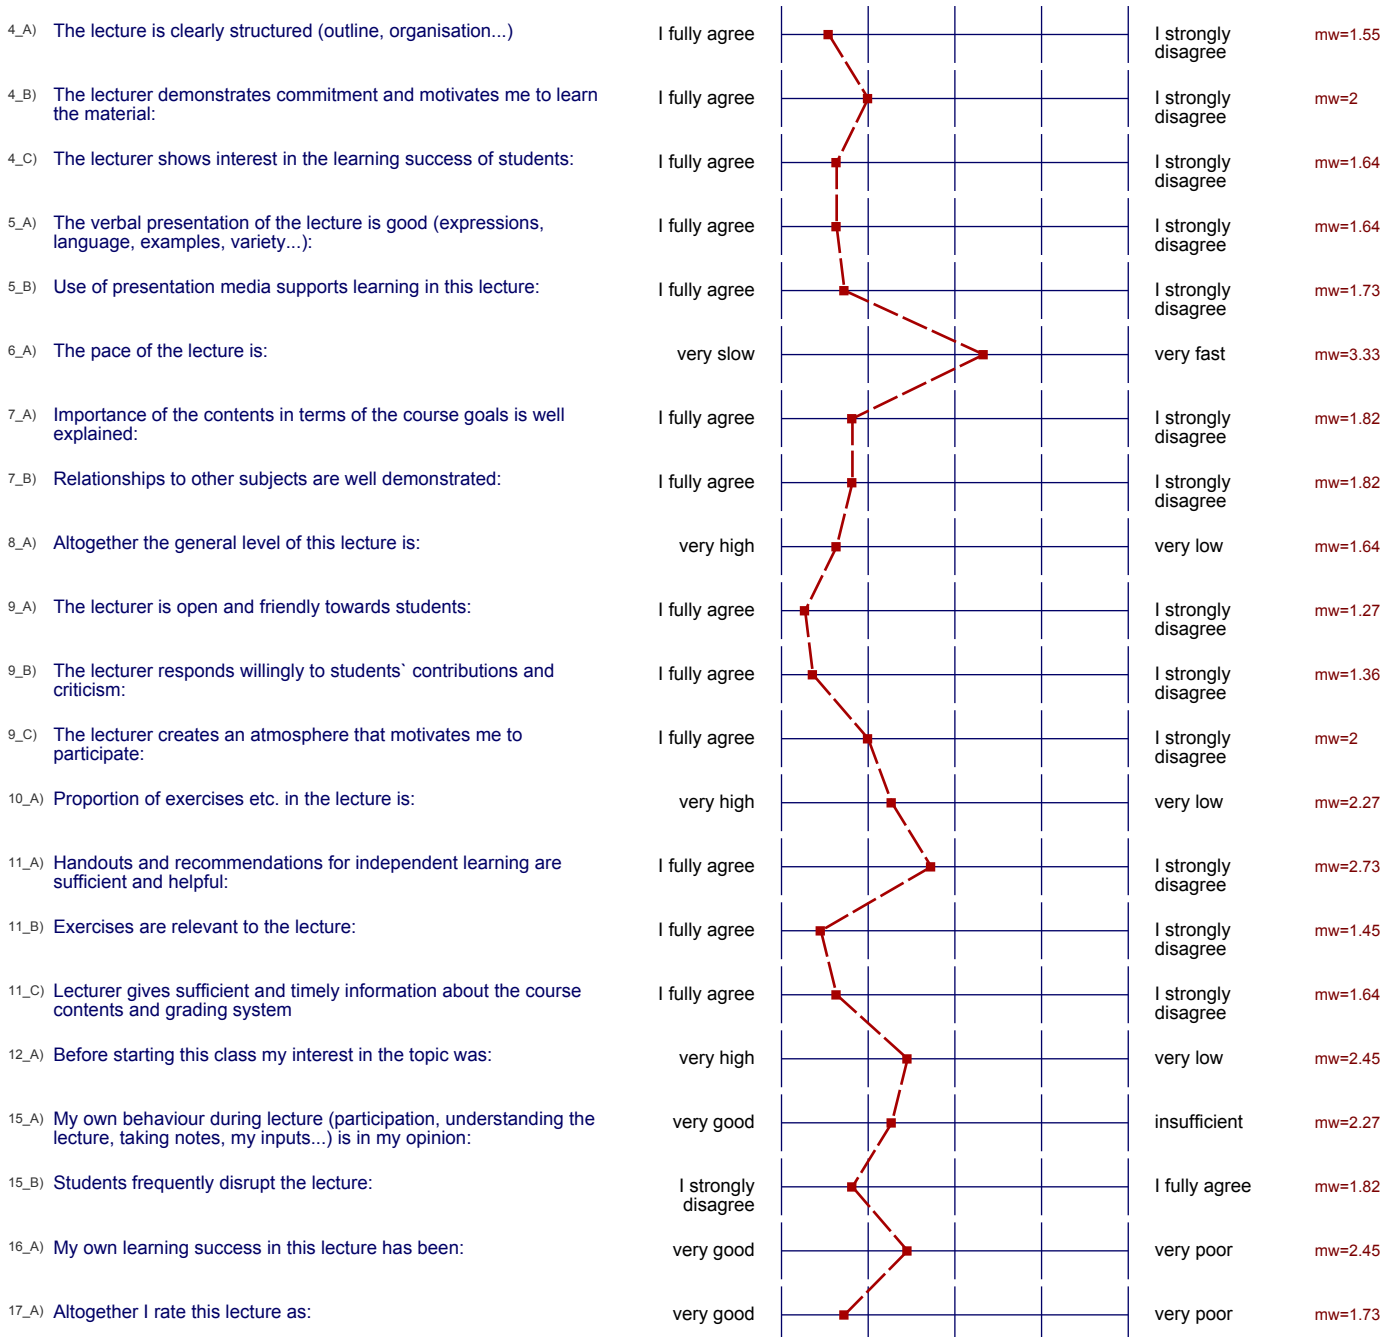 4_A) The lecture is clearly structured (outline, organisation...) I fully agree I strongly mw=1.55
disagree
4_B) The lecturer demonstrates commitment and motivates me to learn I fully agree I strongly mw=2
the material: disagree
4_C) The lecturer shows interest in the learning success of students: I fully agree I strongly mw=1.64
disagree
5_A) The verbal presentation of the lecture is good (expressions, I fully agree I strongly mw=1.64
language, examples, variety...): disagree
5_B) Use of presentation media supports learning in this lecture: I fully agree I strongly mw=1.73
disagree
6_A) The pace of the lecture is: very slow very fast mw=3.33
7_A) Importance of the contents in terms of the course goals is well I fully agree I strongly mw=1.82
explained: disagree
7_B) Relationships to other subjects are well demonstrated: I fully agree I strongly mw=1.82
disagree
8_A) Altogether the general level of this lecture is: very high very low mw=1.64
9_A) The lecturer is open and friendly towards students: I fully agree I strongly mw=1.27
disagree
9_B) The lecturer responds willingly to students` contributions and I fully agree I strongly mw=1.36
criticism: disagree
9_C) The lecturer creates an atmosphere that motivates me to I fully agree I strongly mw=2
participate: disagree
10_A) Proportion of exercises etc. in the lecture is: very high very low mw=2.27
11_A) Handouts and recommendations for independent learning are I fully agree I strongly mw=2.73
sufficient and helpful: disagree
11_B) Exercises are relevant to the lecture: I fully agree I strongly mw=1.45
disagree
11_C) Lecturer gives sufficient and timely information about the course I fully agree I strongly mw=1.64
contents and grading system disagree
12_A) Before starting this class my interest in the topic was: very high very low mw=2.45
15_A) My own behaviour during lecture (participation, understanding the very good insufficient mw=2.27
lecture, taking notes, my inputs...) is in my opinion:
15_B) Students frequently disrupt the lecture: I strongly I fully agree mw=1.82
disagree
16_A) My own learning success in this lecture has been: very good very poor mw=2.45
17_A) Altogether I rate this lecture as: very good very poor mw=1.73